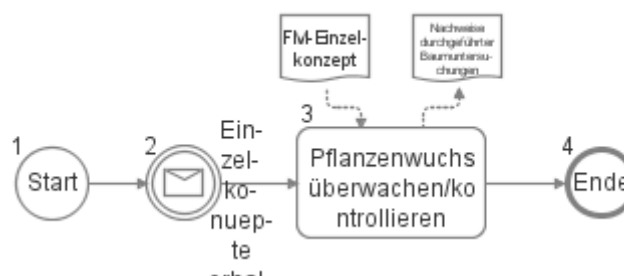 FM-Einzel-
konzept
Nachweise
durchgeführter
Baumuntersu-
chungen
1
Start
2
Ein-
zel-
ko-
nuep-
te
3
Pflanzenwuchs
überwachen/ko
ntrollieren
4
Ende